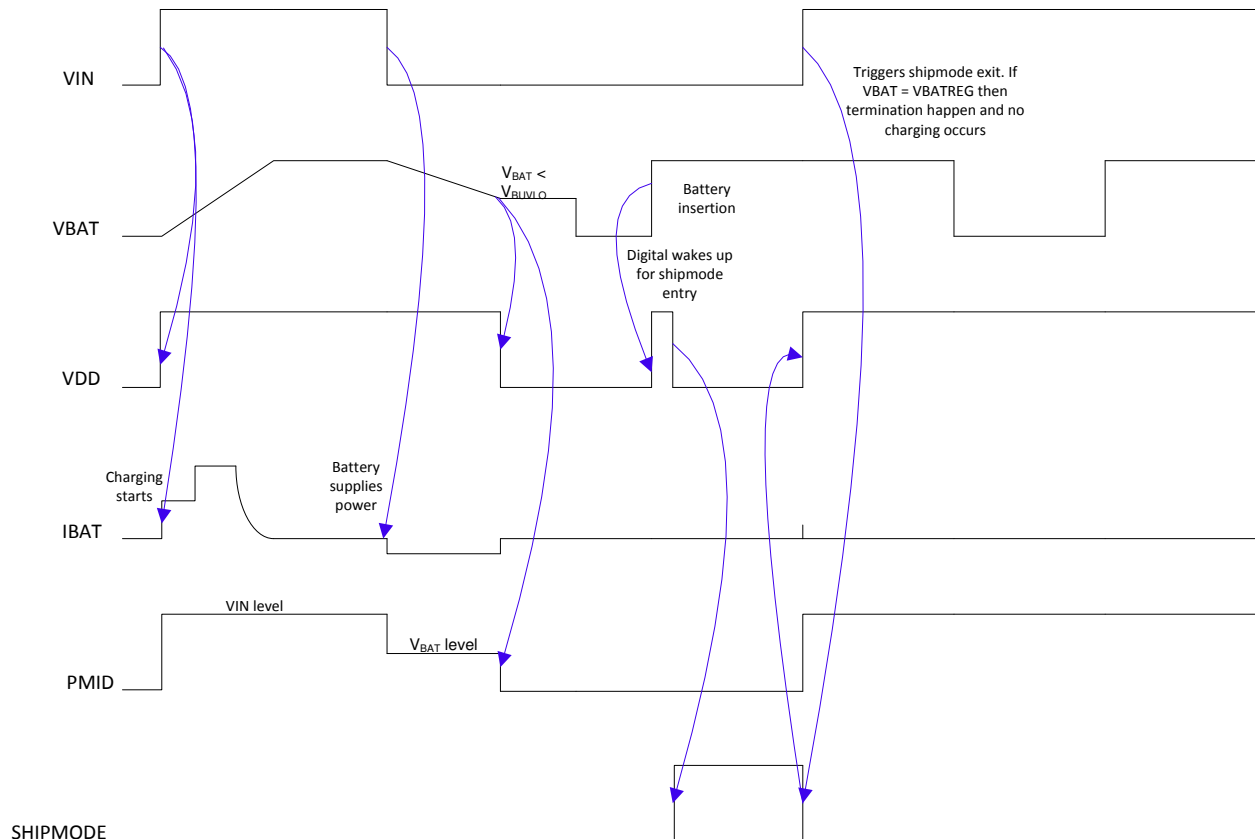 VIN
Triggers shipmode exit. If
VBAT = VBATREG then
termination happen and no
charging occurs
VBAT
VBAT <
VBUVLO
Battery
insertion
Digital wakes up
for shipmode
entry
VDD
Charging
starts
Battery
supplies
power
IBAT
VIN level
VBAT level
PMID
SHIPMODE